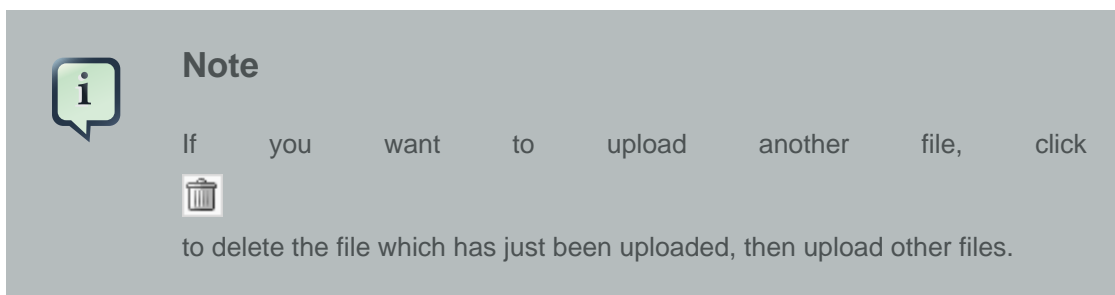 Note
If you want to upload another file, click
to delete the file which has just been uploaded, then upload other files.